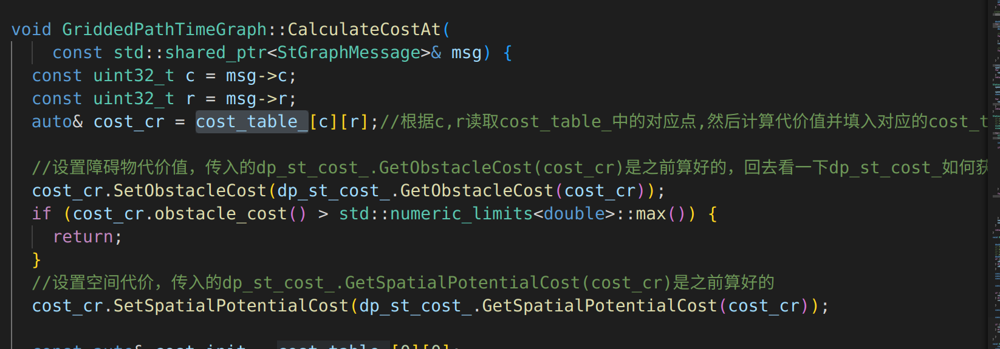 void GriddedPathTimeGraph::CalculateCostAt(
const std::shared_ptr<StGraphMessage>& msg) {
const uint32_t c = msg->c;
const uint32_t r = msg->r;
auto& cost_cr = cost_table_[c][r];//根据c,r读取cost_table_中的对应点,然后计算代价值并填入对应的cost_t
//设置障碍物代价值，传入的dp_st_cost_.GetObstacleCost(cost_cr)是之前算好的，回去看一下dp_st_cost_如何获
cost_cr.SetObstacleCost(dp_st_cost_.GetObstacleCost(cost_cr));
if (cost_cr.obstacle_cost() > std::numeric_limits<double>::max()) {
return;
}
//设置空间代价，传入的dp_st_cost_.GetSpatialPotentialCost(cost_cr)是之前算好的
cost_cr.SetSpatialPotentialCost(dp_st_cost_.GetSpatialPotentialCost(cost_cr));
const auto& cost_init = cost_table_[0][0];